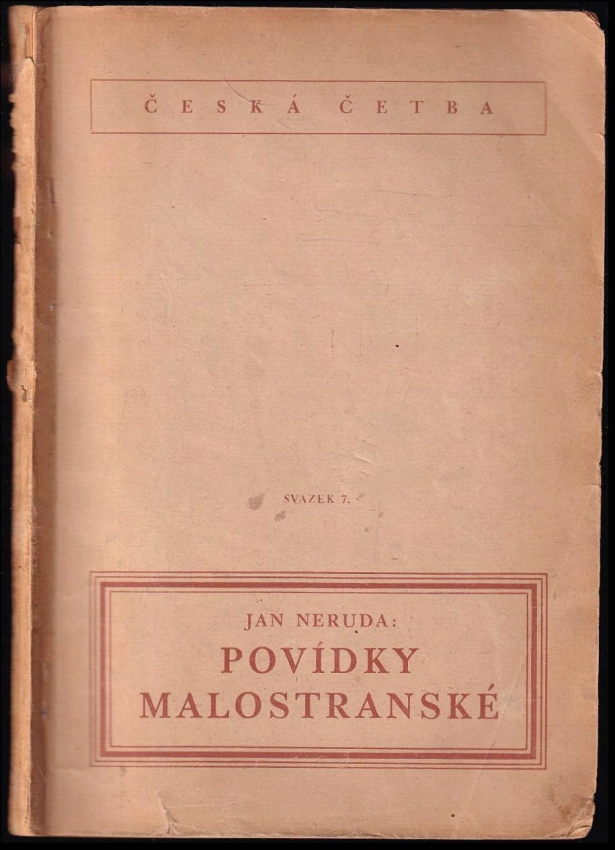 ČESKÁ ČETBA
SVAZEK 7.
JAN NERUDA:
POVÍDKY
MALOSTRANSKÉ